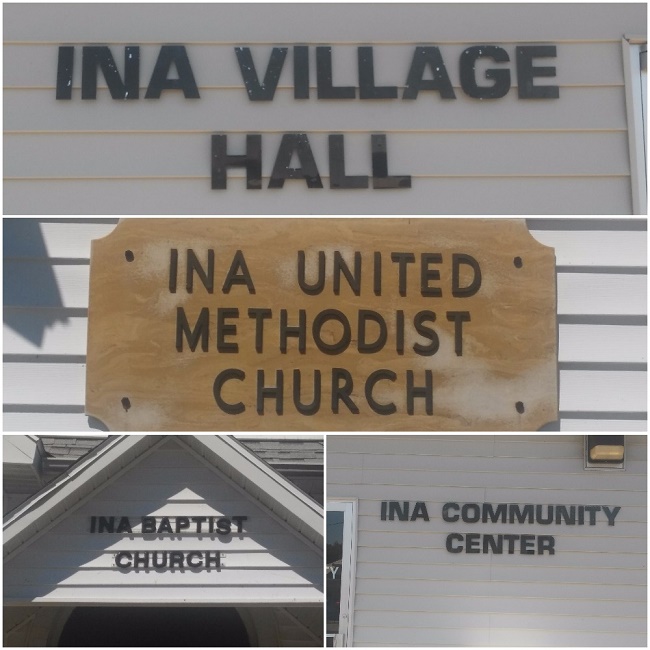 INA VILLAGE
HALL
INA UNITED
METHODIST
CHURCH
INA BAPTIST
CHURCH
INA COMMUNITY
CENTER